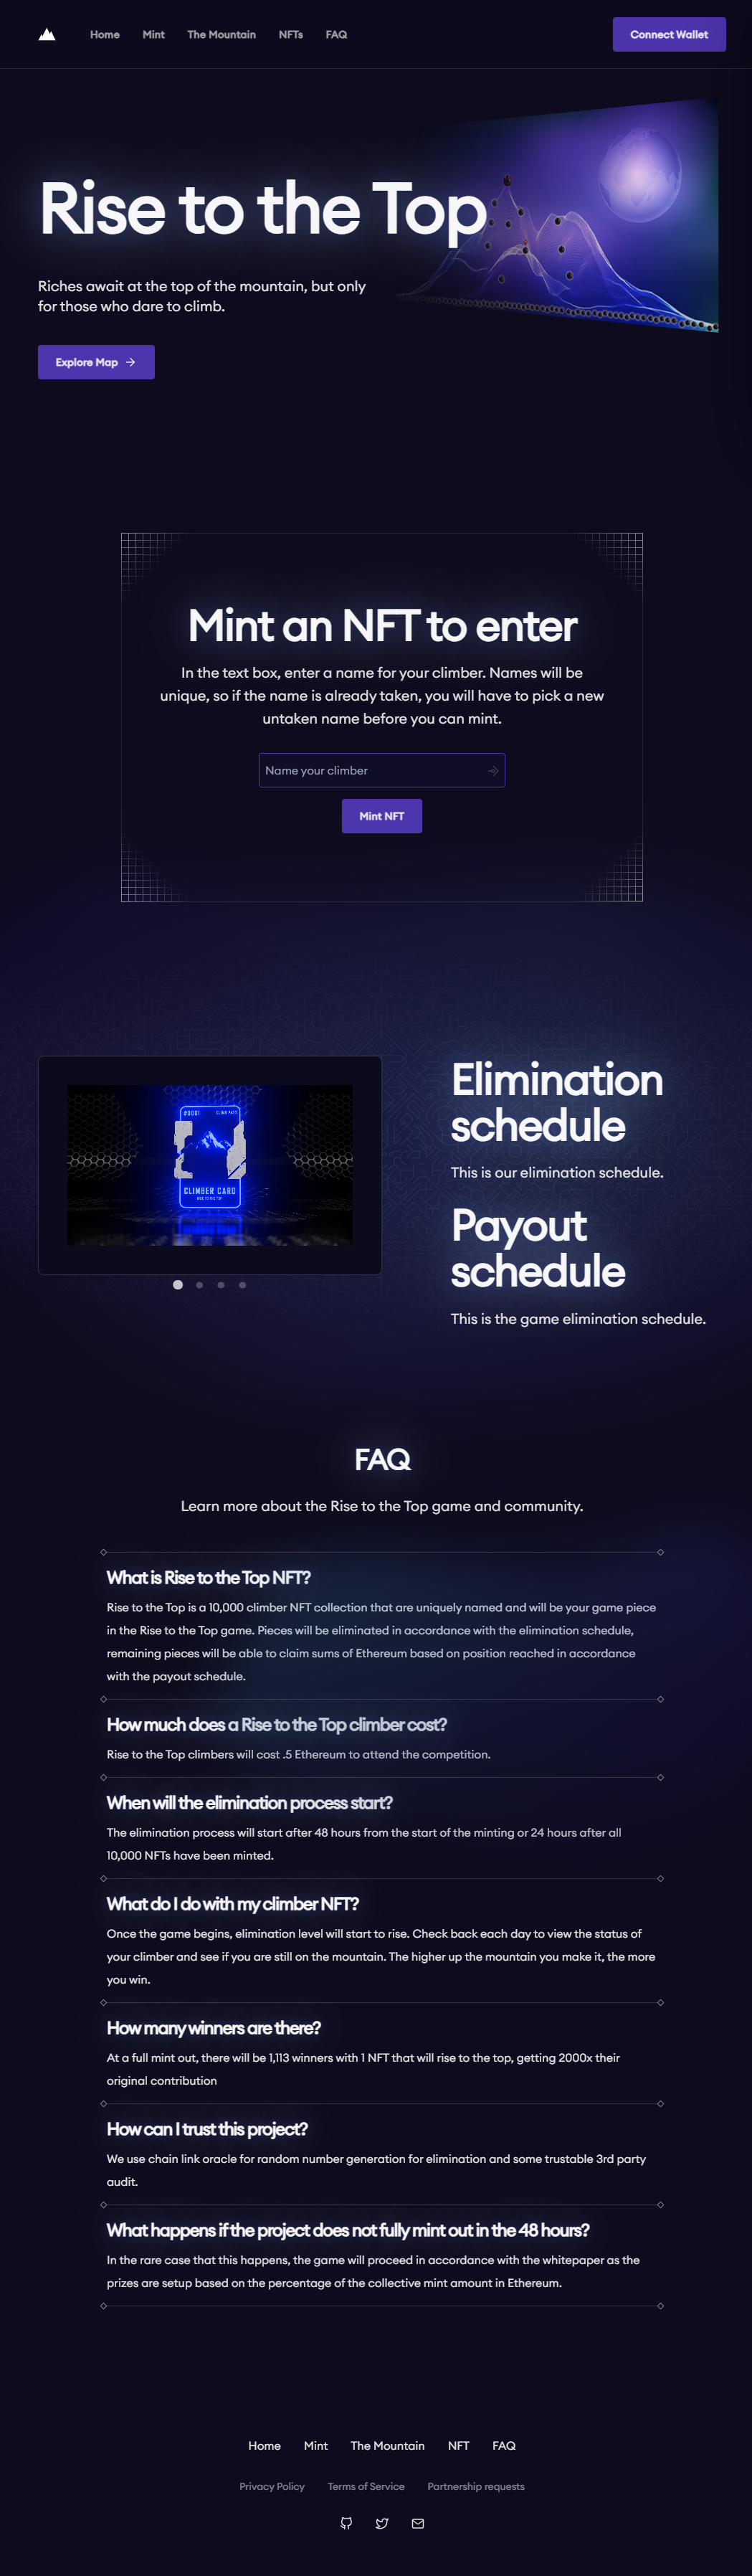 Home Mint The Mountain NFTs FAQ Connect Wallet
Rise to the Top
Riches await at the top of the mountain, but only
for those who dare to climb.
Explore Map
Mint an NFT to enter
In the text box, enter a name for your climber. Names will be
unique, so if the name is already taken, you will have to pick a new
untaken name before you can mint.
Name your climber
Mint NFT
CLIMBER CARD
Elimination
schedule
This is our elimination schedule.
Payout
schedule
This is the game elimination schedule.
FAQ
Learn more about the Rise to the Top game and community.
What is Rise to the Top NFT?
Rise to the Top is a 10,000 climber NFT collection that are uniquely named and will be your game piece
in the Rise to the Top game. Pieces will be eliminated in accordance with the elimination schedule,
remaining pieces will be able to claim sums of Ethereum based on position reached in accordance
with the payout schedule.
How much does a Rise to the Top climber cost?
Rise to the Top climbers will cost .5 Ethereum to attend the competition.
When will the elimination process start?
The elimination process will start after 48 hours from the start of the minting or 24 hours after all
10,000 NFTs have been minted.
What do I do with my climber NFT?
Once the game begins, elimination level will start to rise. Check back each day to view the status of
your climber and see if you are still on the mountain. The higher up the mountain you make it, the more
you win.
How many winners are there?
At a full mint out, there will be 1,113 winners with 1 NFT that will rise to the top, getting 2000x their
original contribution
How can I trust this project?
We use chain link oracle for random number generation for elimination and some trustable 3rd party
audit.
What happens if the project does not fully mint out in the 48 hours?
In the rare case that this happens, the game will proceed in accordance with the whitepaper as the
prizes are setup based on the percentage of the collective mint amount in Ethereum.
Home Mint The Mountain NFT FAQ
Privacy Policy Terms of Service Partnership requests